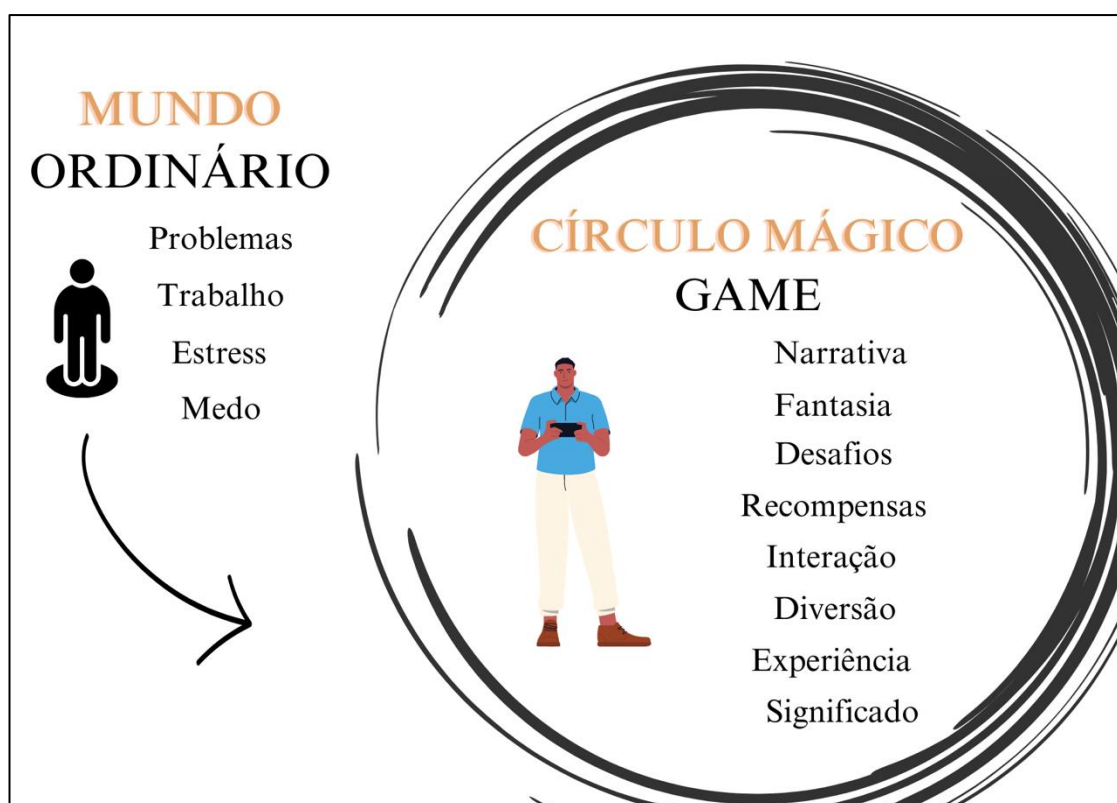 MUNDO
ORDINÁRIO
Problemas
Trabalho
Estress
Medo
CÍRCULO MÁGICO
GAME
Narrativa
Fantasia
Desafios
Recompensas
Interação
Diversão
Experiência
Significado